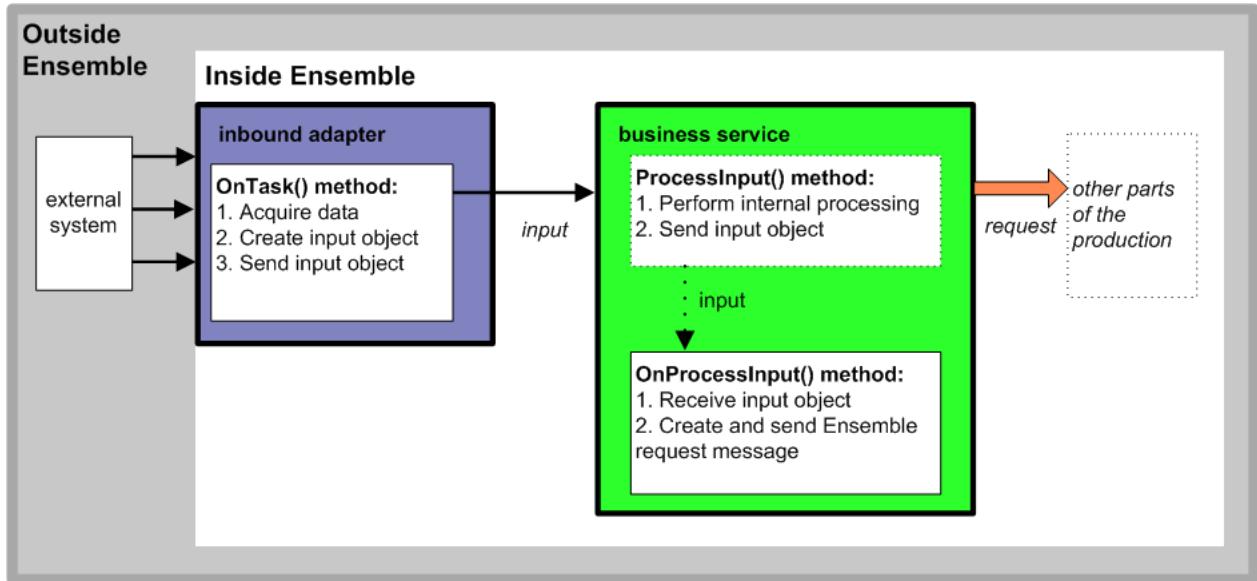 Outside
Ensemble
Inside Ensemble
external
system
inbound adapter
OnTask() method:
1. Acquire data
2. Create input object
3. Send input object
input
business service
ProcessInput() method:
1. Perform internal processing
2. Send input object
input
OnProcessInput() method:
1. Receive input object
2. Create and send Ensemble
request message
request
other parts
of the
production